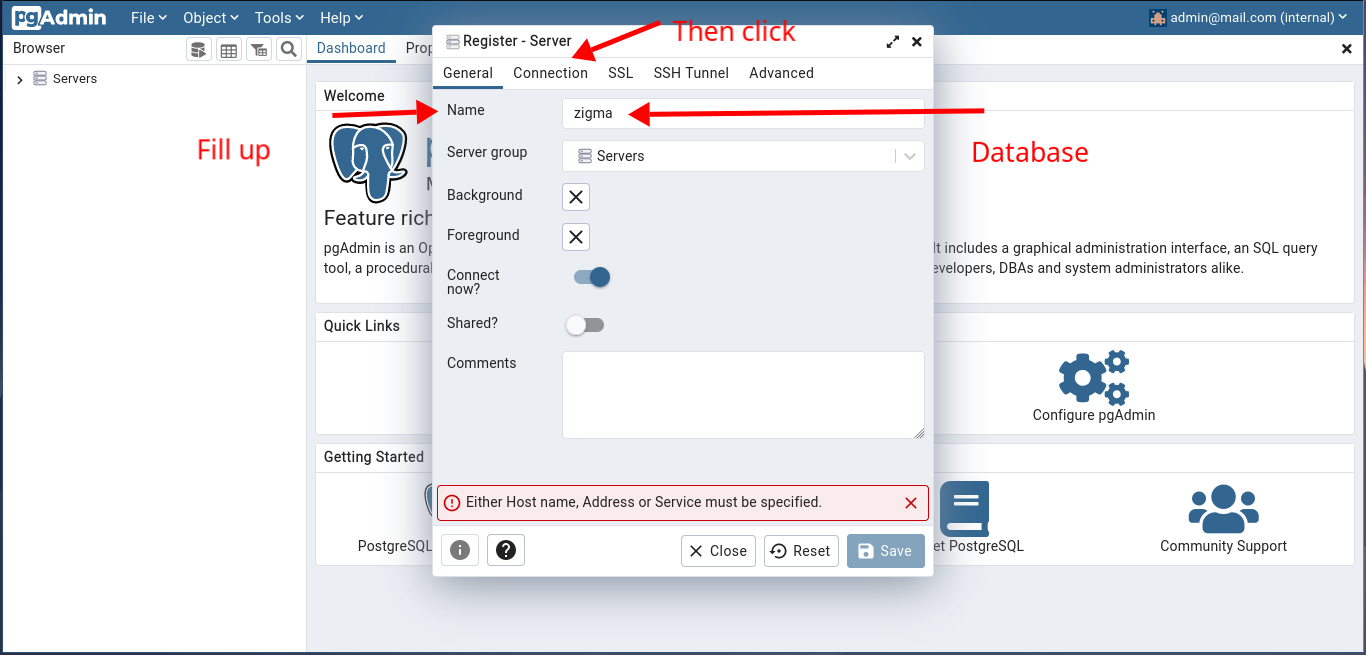 pgAdmin File Object Tools Help admin@mail.com (internal)
Browser
Dashboard
Prop
Servers
Register - Server
Then click
General Connection SSL SSH Tunnel Advanced
Fill up
Name
zigma
Database
Server group
Servers
Background
Foreground
Connect
now?
Shared?
Comments
Either Host name, Address or Service must be specified.
Close Reset Save
Welcome
Feature rich
pgAdmin is an Op
It includes a graphical administration interface, an SQL query
tool, a procedural
evelopers, DBAs and system administrators alike.
Quick Links
Configure pgAdmin
Getting Started
PostgreSQL
et PostgreSQL
Community Support